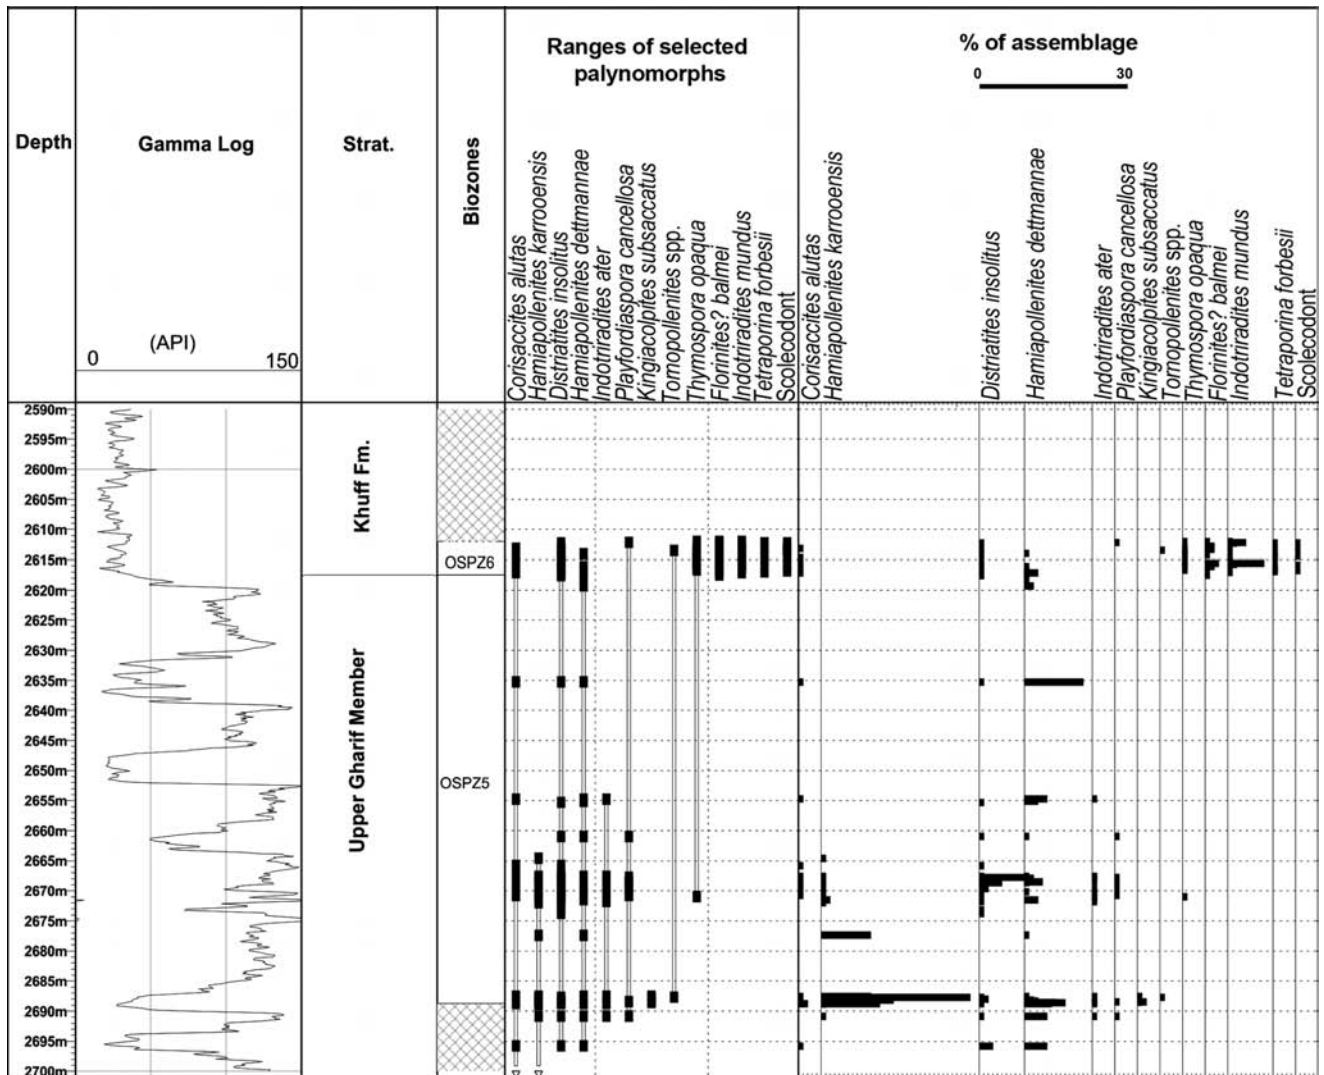 Ranges of selected
palynomorphs
% of assemblage
0 30
Depth
Gamma Log
Strat.
Biozones
(API)
0 150
Corisaccites alutas
Hamiapollenites karrooensis
Distriatites insolitus
Hamiapollenites dettmannae
Indotriradites ater
Playfordiaspora cancellosa
Kingiacolpites subsaccatus
Tornopollenites spp.
Thymospora opaqua
Florinites? balmei
Indotriradites mundus
Tetraporina forbesii
Scolecodont
Corisaccites alutas
Hamiapollenites karrooensis
Distriatites insolitus
Hamiapollenites dettmannae
Indotriradites ater
Playfordiaspora cancellosa
Kingiacolpites subsaccatus
Tornopollenites spp.
Thymospora opaqua
Florinites? balmei
Indotriradites mundus
Tetraporina forbesii
Scolecodont
2590m
2595m
2600m
2605m
2610m
2615m
2620m
2625m
2630m
2635m
2640m
2645m
2650m
2655m
2660m
2665m
2670m
2675m
2680m
2685m
2690m
2695m
2700m
Khuff Fm.
Upper Gharif Member
OSPZ6
OSPZ5